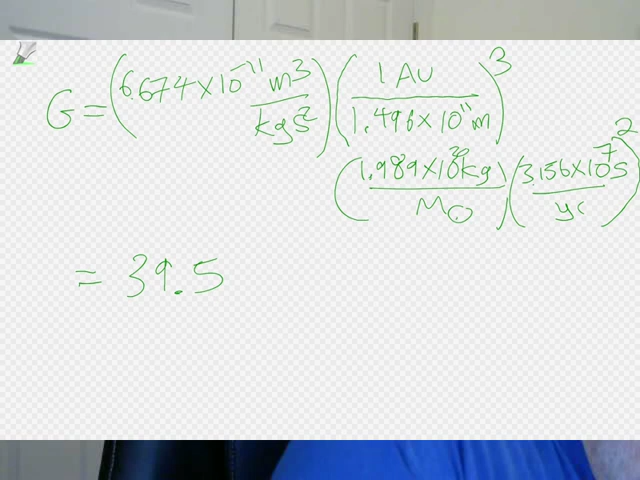 G = (6.674×10⁻¹¹ m³/kg s²) (1 AU/1.496×10¹¹ m)³
(1.989×10³⁰ kg/M⊙) (3.156×10⁷ s/yr)²
= 39.5